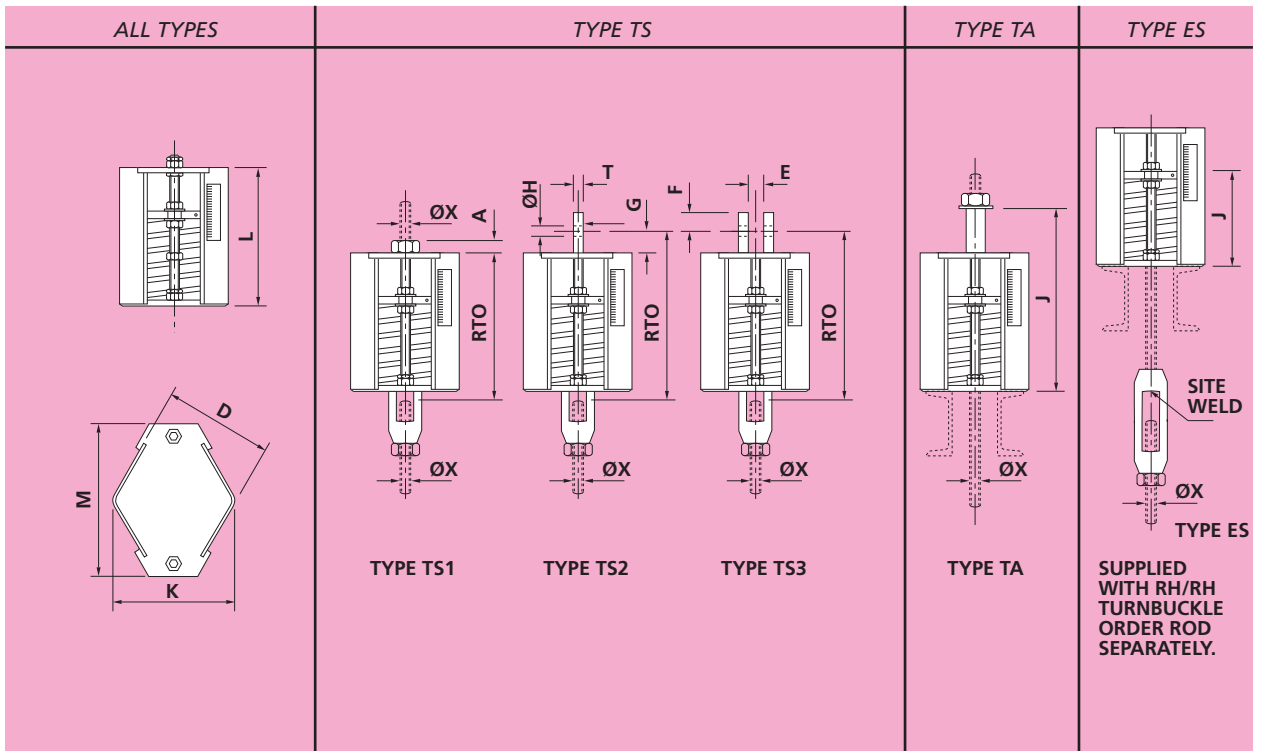 ALL TYPES
TYPE TS
TYPE TA
TYPE ES
L
D
M
K
ØX
A
RTO
ØX
TYPE TS1
ØH
T
G
RTO
ØX
TYPE TS2
F
E
RTO
ØX
TYPE TS3
J
ØX
TYPE TA
J
SITE
WELD
ØX
TYPE ES
SUPPLIED
WITH RH/RH
TURNBUCKLE
ORDER ROD
SEPARATELY.